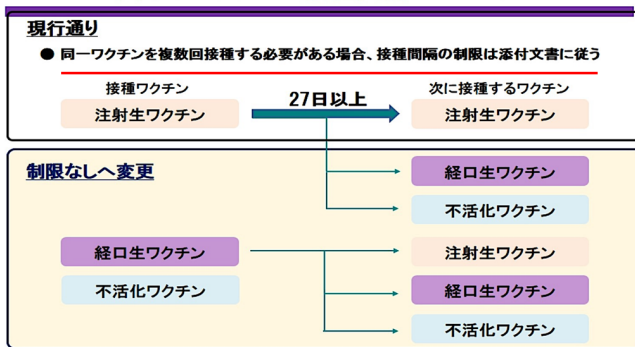 現行通り
● 同一ワクチンを複数回接種する必要がある場合、接種間隔の制限は添付文書に従う
接種ワクチン
27日以上
次に接種するワクチン
注射生ワクチン
注射生ワクチン
制限なしへ変更
経口生ワクチン
不活化ワクチン
経口生ワクチン
注射生ワクチン
不活化ワクチン
経口生ワクチン
不活化ワクチン